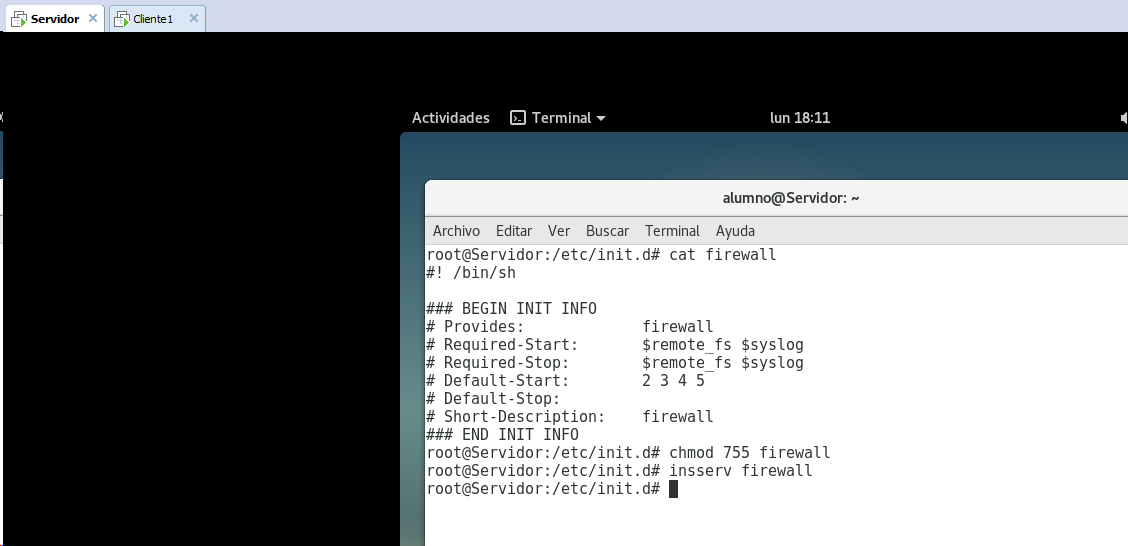 Servidor Cliente1
Actividades Terminal lun 18:11
alumno@Servidor: ~
Archivo Editar Ver Buscar Terminal Ayuda
root@Servidor:/etc/init.d# cat firewall
#! /bin/sh
### BEGIN INIT INFO
# Provides: firewall
# Required-Start: $remote_fs $syslog
# Required-Stop: $remote_fs $syslog
# Default-Start: 2 3 4 5
# Default-Stop:
# Short-Description: firewall
### END INIT INFO
root@Servidor:/etc/init.d# chmod 755 firewall
root@Servidor:/etc/init.d# insserv firewall
root@Servidor:/etc/init.d#